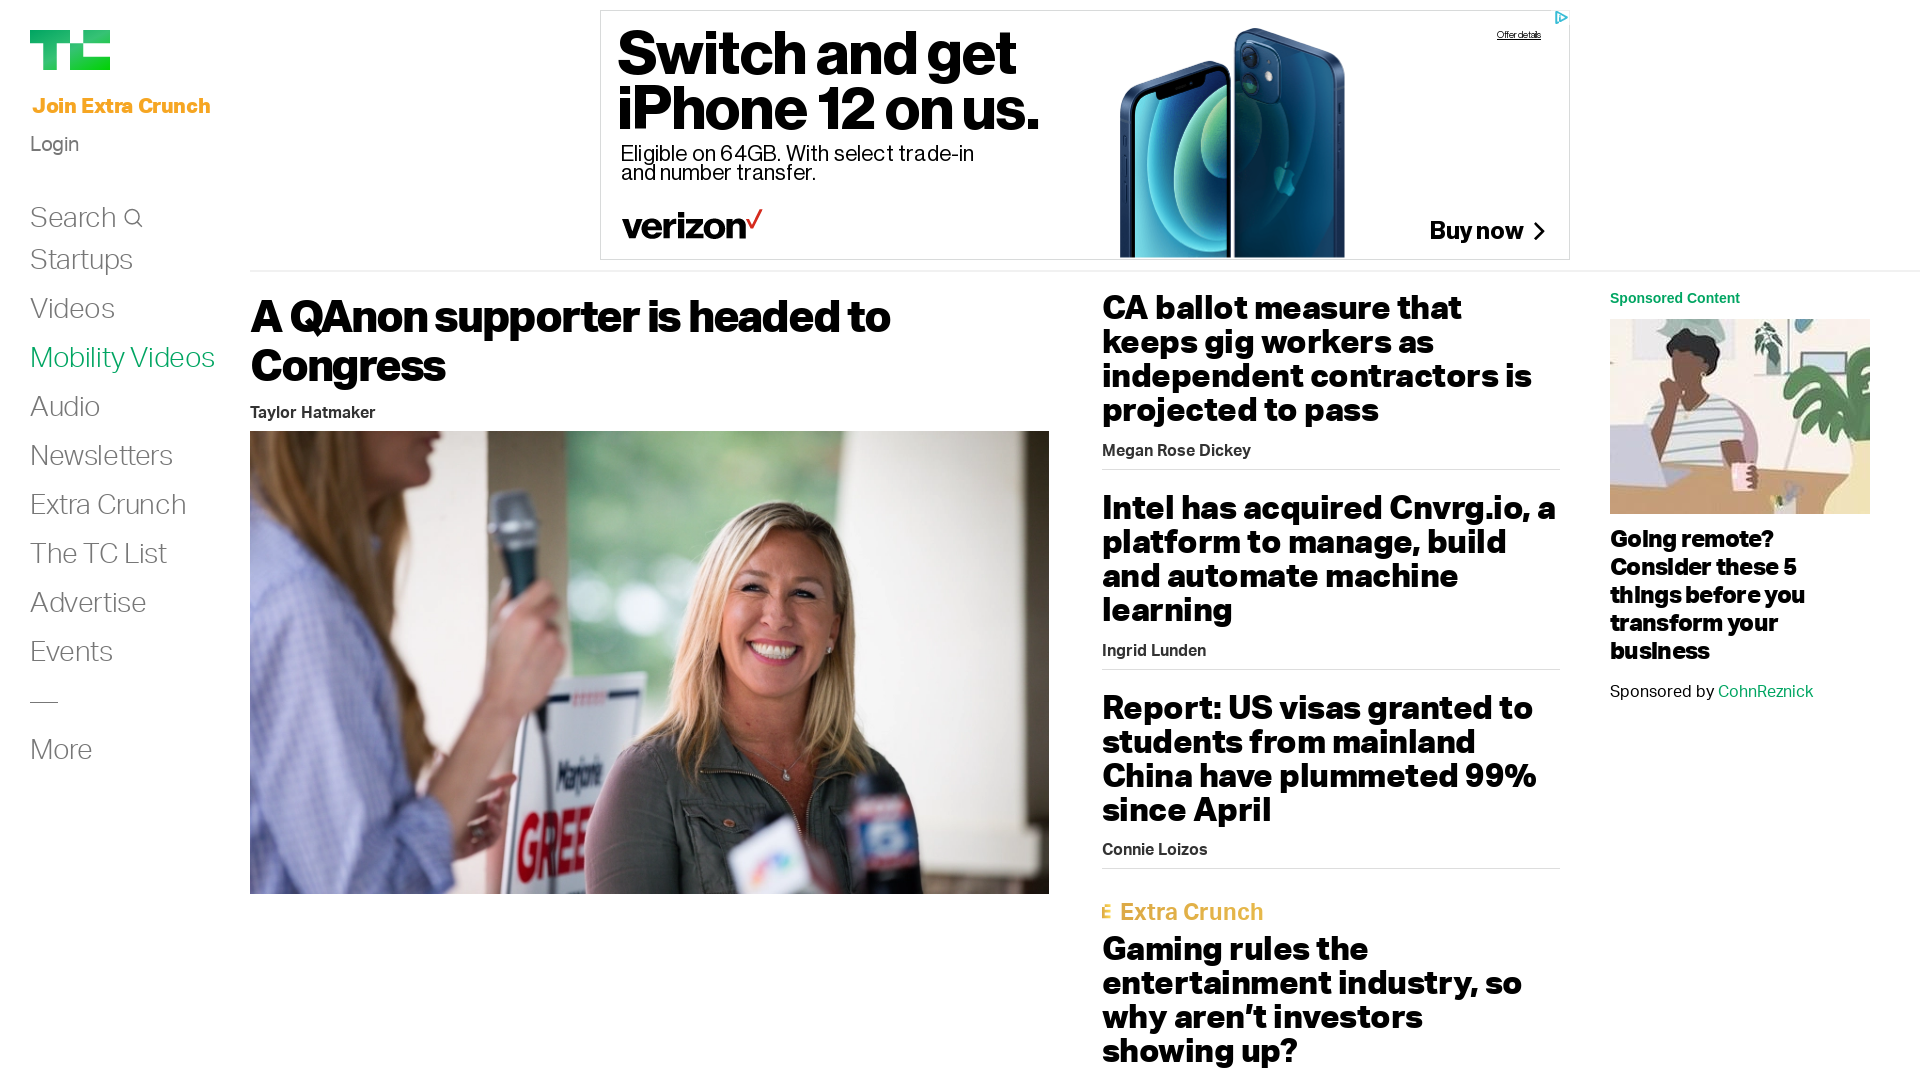 TC
Join Extra Crunch
Login
Search
Startups
Videos
Mobility Videos
Audio
Newsletters
Extra Crunch
The TC List
Advertise
Events
More
Switch and get
iPhone 12 on us.
Eligible on 64GB. With select trade-in
and number transfer.
verizon
Offer details
Buy now
A QAnon supporter is headed to
Congress
Taylor Hatmaker
Marjorie
GREE
5
CA ballot measure that
keeps gig workers as
independent contractors is
projected to pass
Megan Rose Dickey
Intel has acquired Cnvrg.io, a
platform to manage, build
and automate machine
learning
Ingrid Lunden
Report: US visas granted to
students from mainland
China have plummeted 99%
since April
Connie Loizos
Extra Crunch
Gaming rules the
entertainment industry, so
why aren’t investors
showing up?
Sponsored Content
Going remote?
Consider these 5
things before you
transform your
business
Sponsored by CohnReznick